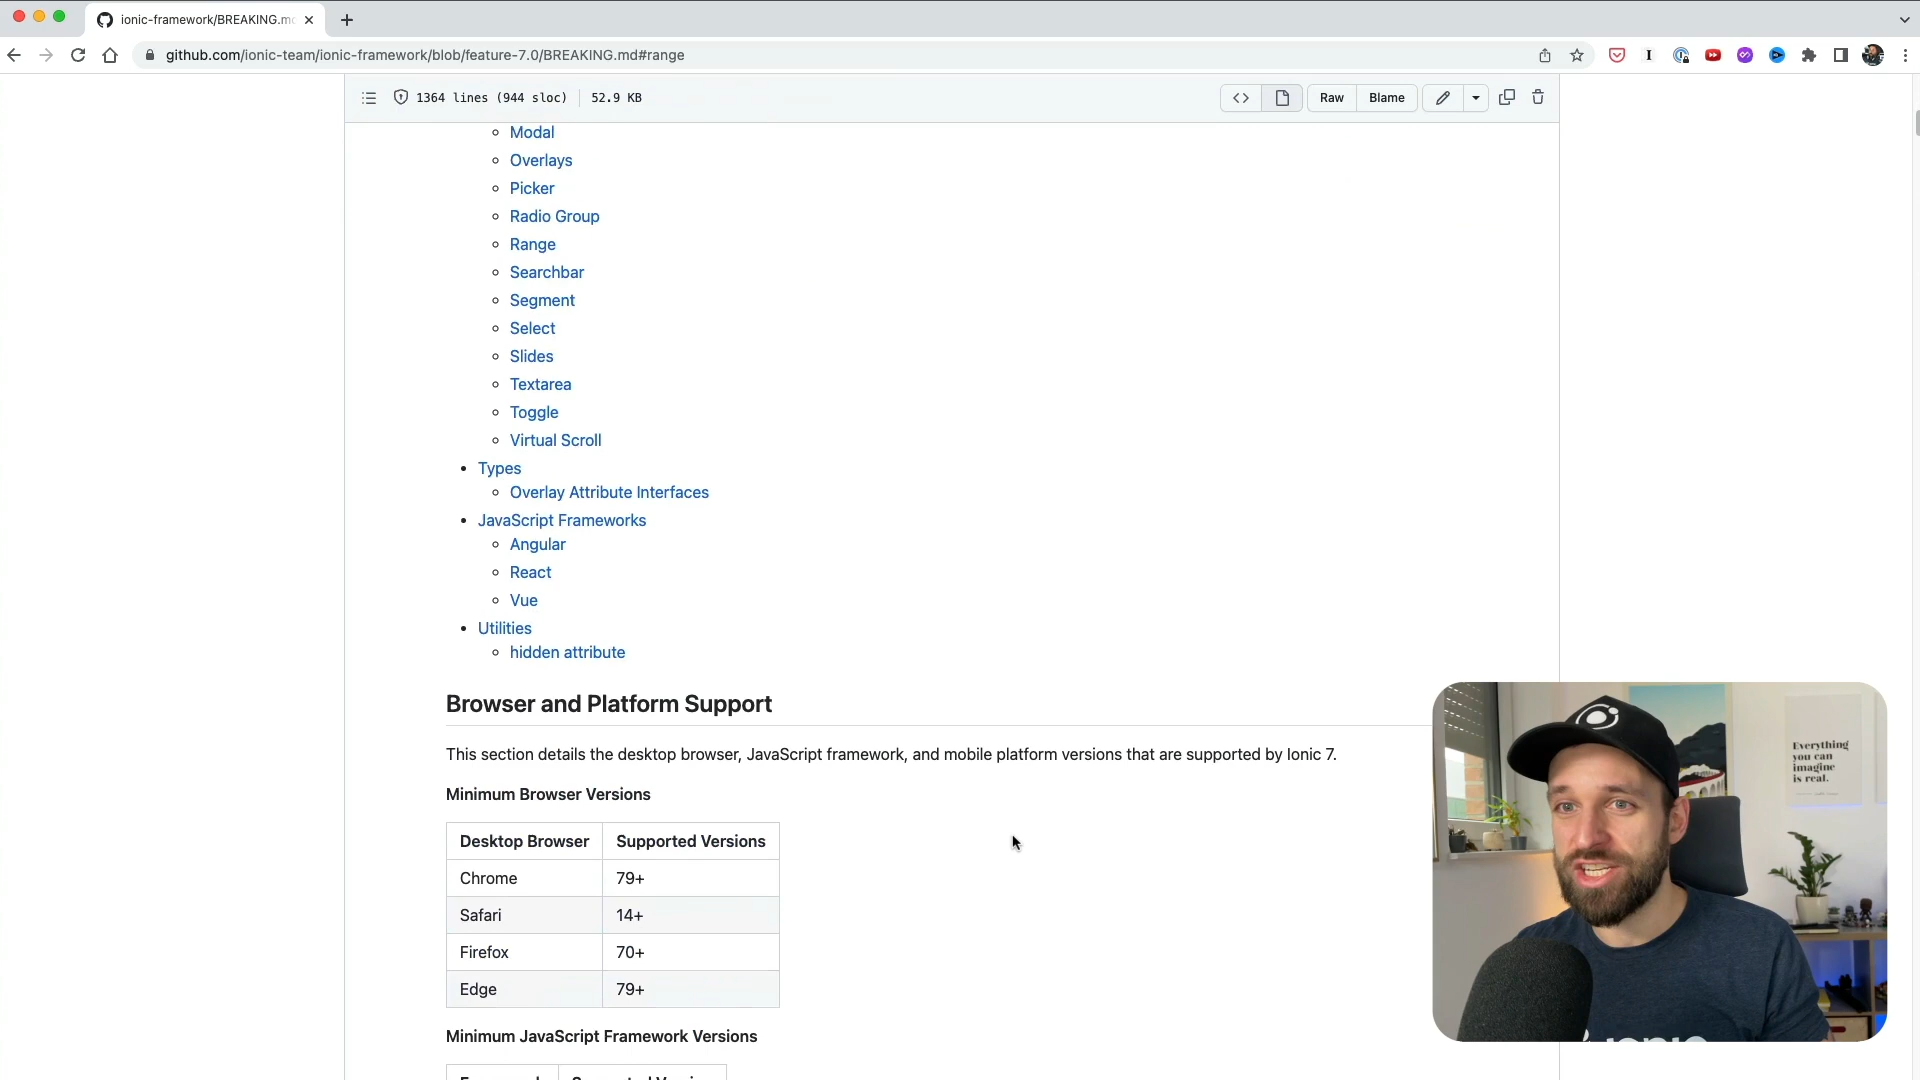 ionic-framework/BREAKING.m
github.com/ionic-team/ionic-framework/blob/feature-7.0/BREAKING.md#range
1364 lines (944 sloc) 52.9 KB
Raw Blame
Modal
Overlays
Picker
Radio Group
Range
Searchbar
Segment
Select
Slides
Textarea
Toggle
Virtual Scroll
Types
Overlay Attribute Interfaces
JavaScript Frameworks
Angular
React
Vue
Utilities
hidden attribute
Browser and Platform Support
This section details the desktop browser, JavaScript framework, and mobile platform versions that are supported by Ionic 7.
Minimum Browser Versions
Desktop Browser Supported Versions
Chrome 79+
Safari 14+
Firefox 70+
Edge 79+
Minimum JavaScript Framework Versions
Everything
you can
imagine
is real.